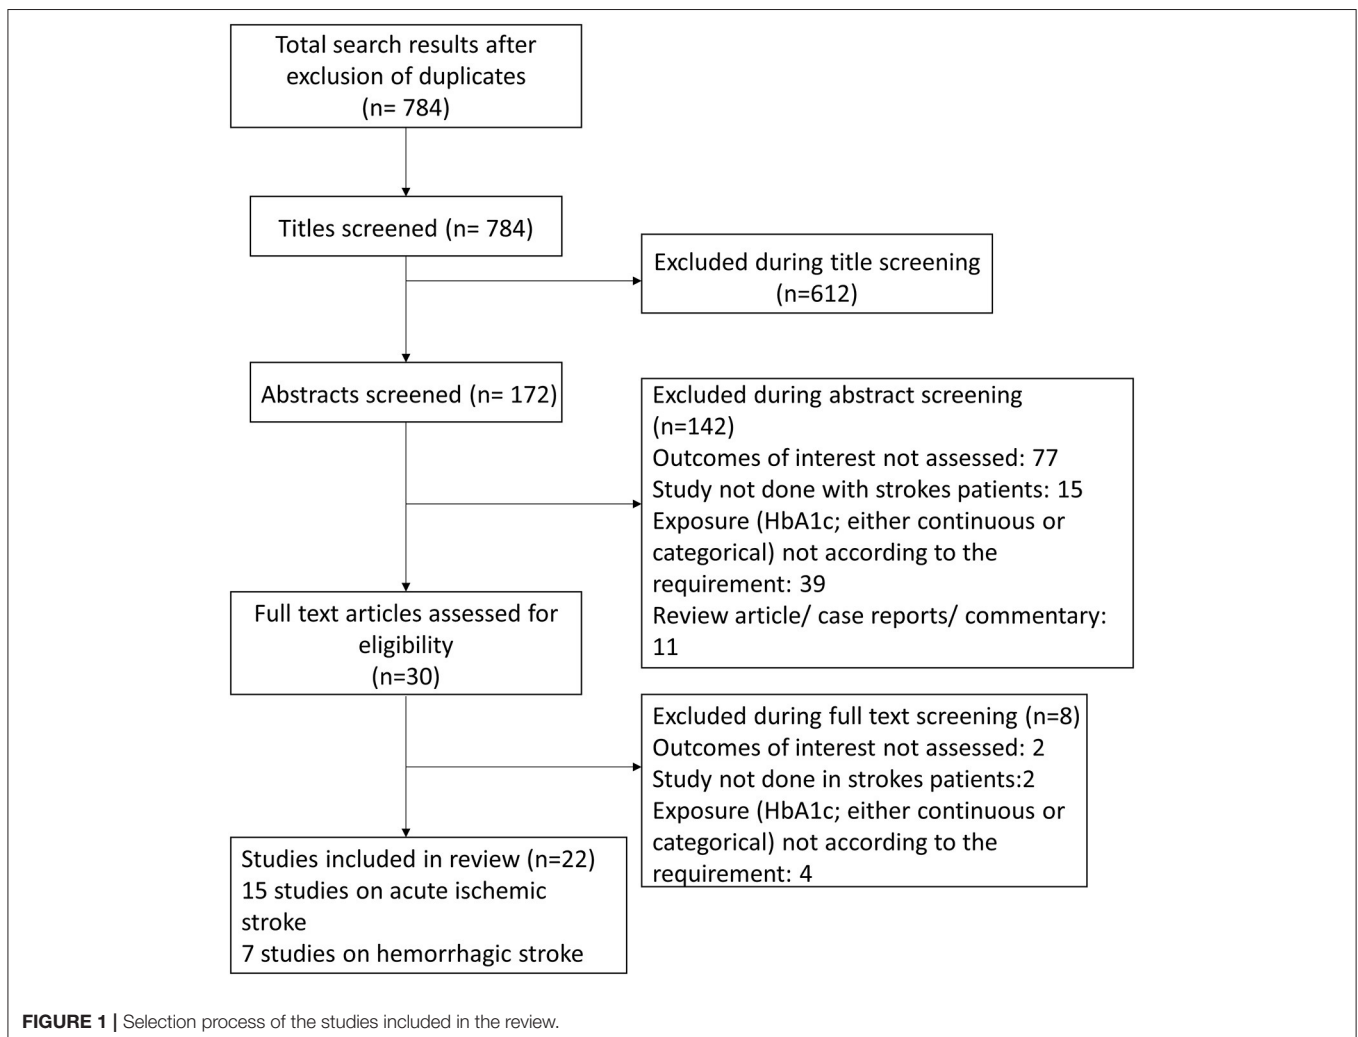 Total search results after
exclusion of duplicates
(n= 784)
Titles screened (n= 784)
Excluded during title screening
(n=612)
Abstracts screened (n= 172)
Excluded during abstract screening
(n=142)
Outcomes of interest not assessed: 77
Study not done with strokes patients: 15
Exposure (HbA1c; either continuous or
categorical) not according to the
requirement: 39
Review article/ case reports/ commentary:
11
Full text articles assessed for
eligibility
(n=30)
Excluded during full text screening (n=8)
Outcomes of interest not assessed: 2
Study not done in strokes patients:2
Exposure (HbA1c; either continuous or
categorical) not according to the
requirement: 4
Studies included in review (n=22)
15 studies on acute ischemic
stroke
7 studies on hemorrhagic stroke
FIGURE 1 | Selection process of the studies included in the review.